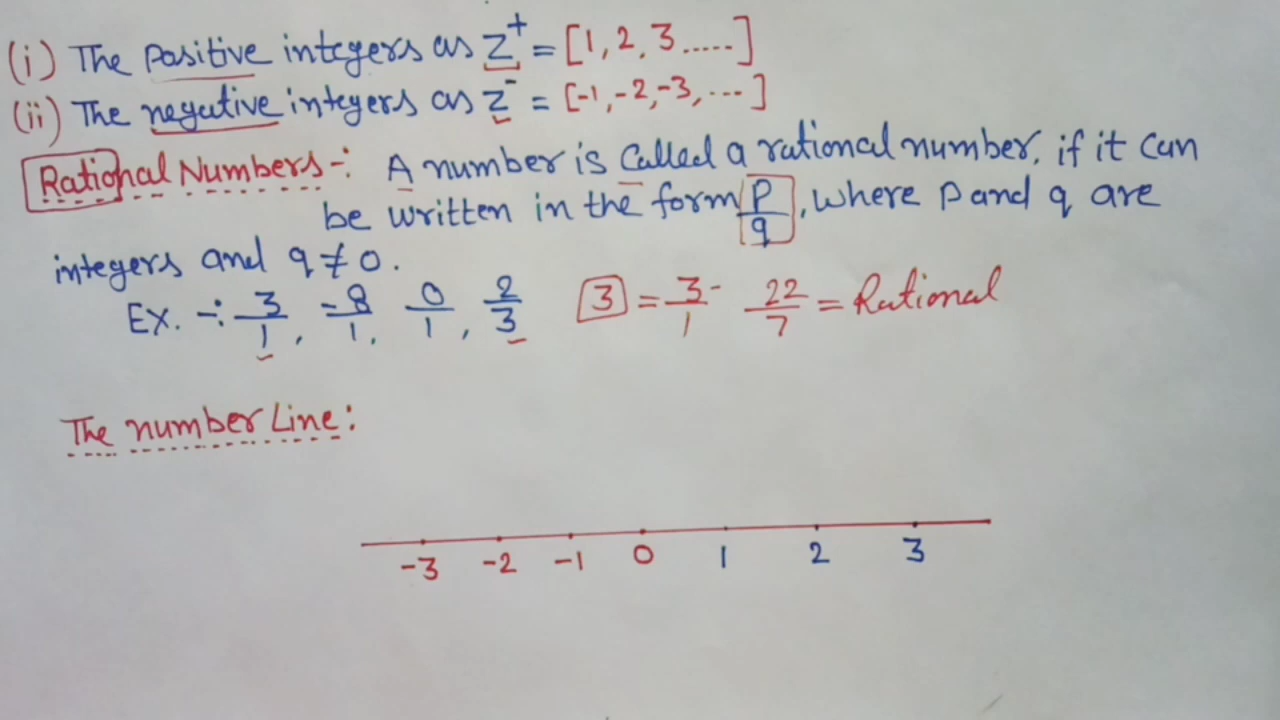 (i) The positive integers as Z⁺ = [1, 2, 3.....]
(ii) The negative integers as Z⁻ = [-1, -2, -3, ...]
Rational Numbers -: A number is called a rational number. if it can
be written in the form p/q, where p and q are
integers and q ≠ 0.
Ex. -: 3/1, -8/1, 0/1, 2/3 3 = 3/1 22/7 = Rational
The number Line:
-3 -2 -1 0 1 2 3